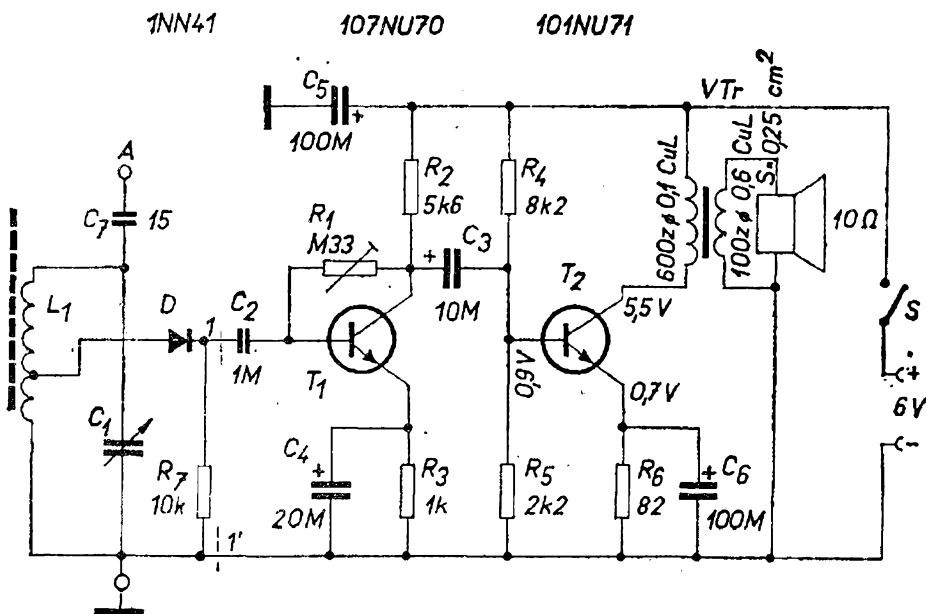 1NN41
107NU70
101NU71
C5
100M
+
VTr
A
C7
15
R1
M33
R2
5k6
R4
8k2
600z ϕ 0,1 CuL
100z ϕ 0,6 CuL
S= 0,25 cm²
10Ω
L1
D
1
C2
1M
+
C3
10M
T1
T2
5,5V
0,9V
0,7V
S
+
6V
-
C1
R7
10k
1'
C4
+
20M
R3
1k
R5
2k2
R6
82
+
C6
100M